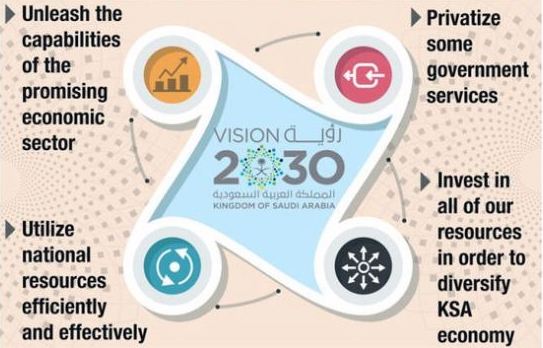 Unleash the
capabilities
of the
promising
economic
sector
Privatize
some
government
services
VISION رؤيــة
2030
المملكة العربية السعودية
KINGDOM OF SAUDI ARABIA
Utilize
national
resources
efficiently
and effectively
Invest in
all of our
resources
in order to
diversify
KSA
economy